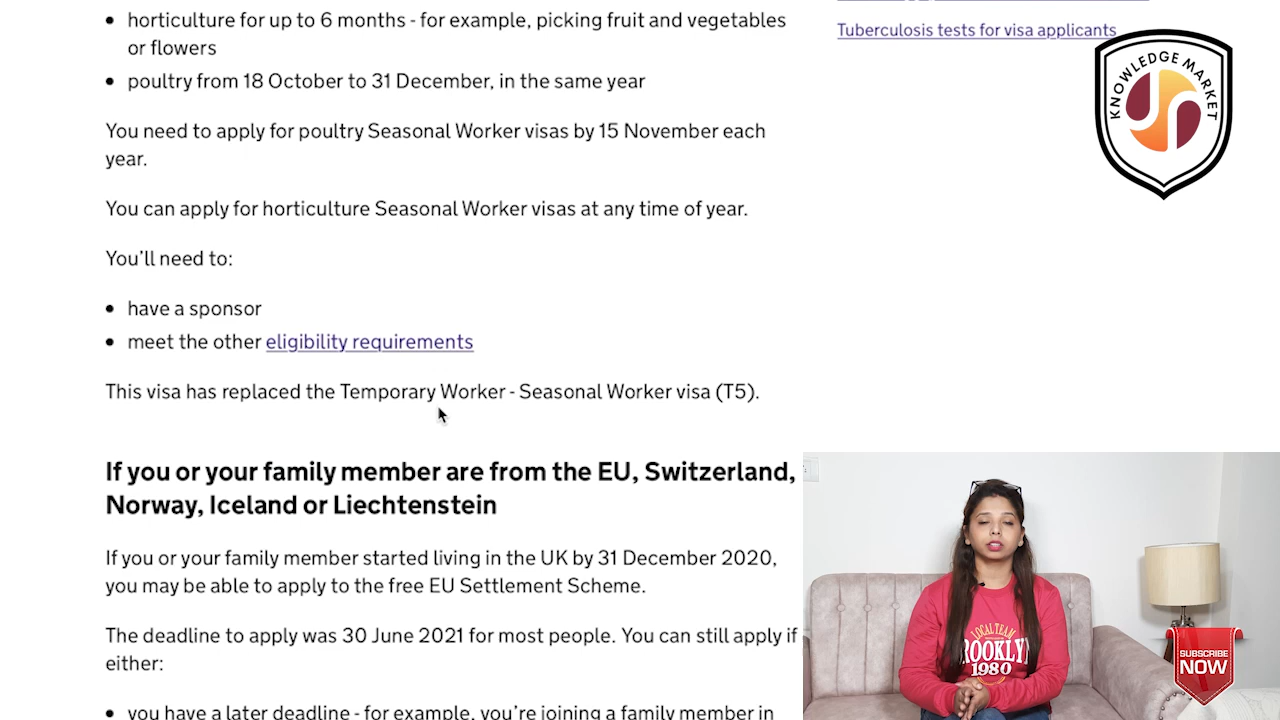 horticulture for up to 6 months - for example, picking fruit and vegetables
or flowers
poultry from 18 October to 31 December, in the same year
You need to apply for poultry Seasonal Worker visas by 15 November each
year.
You can apply for horticulture Seasonal Worker visas at any time of year.
You'll need to:
have a sponsor
meet the other eligibility requirements
This visa has replaced the Temporary Worker - Seasonal Worker visa (T5).
If you or your family member are from the EU, Switzerland,
Norway, Iceland or Liechtenstein
If you or your family member started living in the UK by 31 December 2020,
you may be able to apply to the free EU Settlement Scheme.
The deadline to apply was 30 June 2021 for most people. You can still apply if
either:
you have a later deadline - for example, you're joining a family member in
Tuberculosis tests for visa applicants
KNOWLEDGE MARKET
LOCAL TEAM
ROOKLY
1980
SUBSCRIBE
NOW